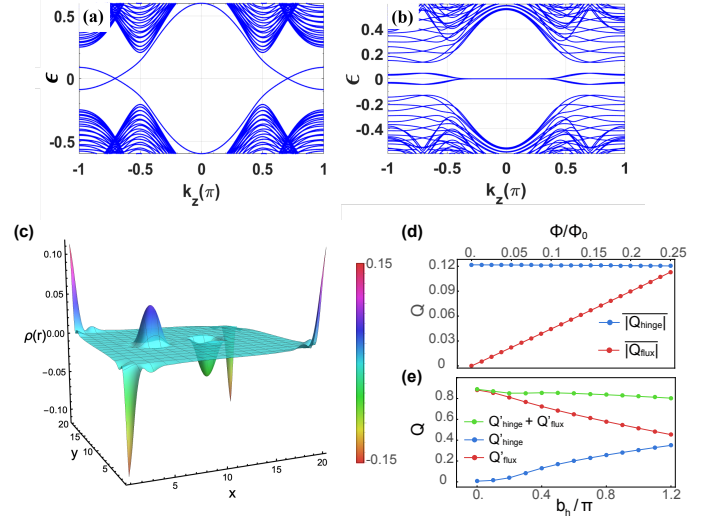 (a)
0.5
0
-0.5
ϵ
-1 -0.5 0 0.5 1
k_z(π)
(b)
0.4
0.2
0
-0.2
-0.4
ϵ
-1 -0.5 0 0.5 1
k_z(π)
(c)
0.10
0.05
ρ(r) 0.00
-0.05
-0.10
20
15
10
5
y
5 10 15 20
x
0.15
-0.15
(d)
Φ/Φ₀
0. 0.05 0.1 0.15 0.2 0.25
0.12
0.09
0.06
0.03
0
Q
|Q_hinge|
|Q_flux|
(e)
0.8
0.4
0
Q
Q'_hinge + Q'_flux
Q'_hinge
Q'_flux
0. 0.4 0.8 1.2
b_h/π